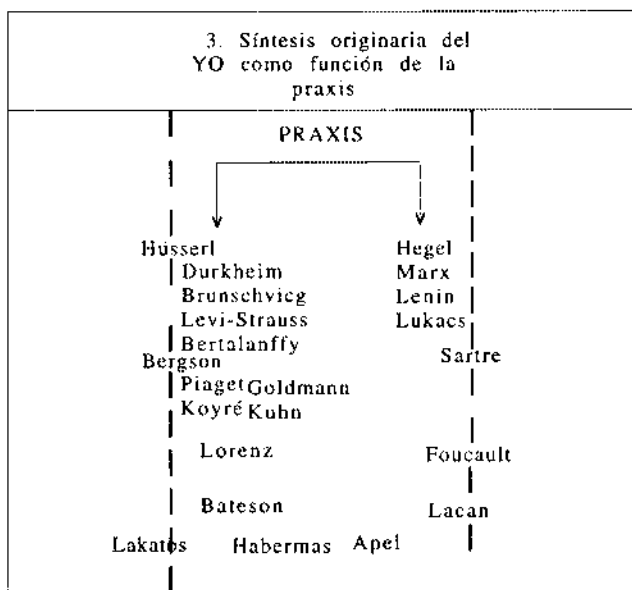 3. Síntesis originaria del
YO como función de la
praxis
PRAXIS
Husserl Hegel
Durkheim Marx
Brunschvicg Lenin
Levi-Strauss Lukacs
Bertalanffy
Bergson Sartre
Piaget Goldmann
Koyré Kuhn
Lorenz Foucault
Bateson Lacan
Lakatos Habermas Apel